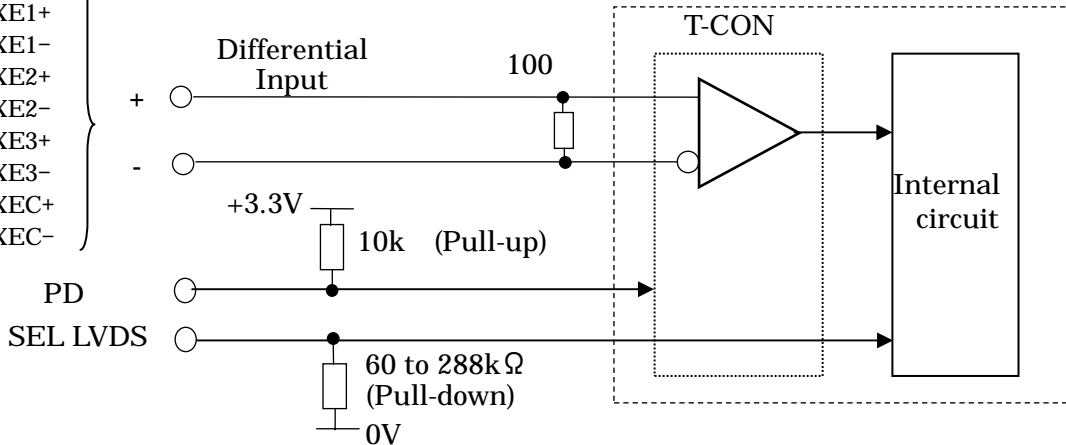 XE1+
XE1−
XE2+
XE2−
XE3+
XE3−
XEC+
XEC−
Differential
Input
+
-
100
T-CON
Internal
circuit
+3.3V
10k (Pull-up)
PD
SEL LVDS
60 to 288kΩ
(Pull-down)
0V